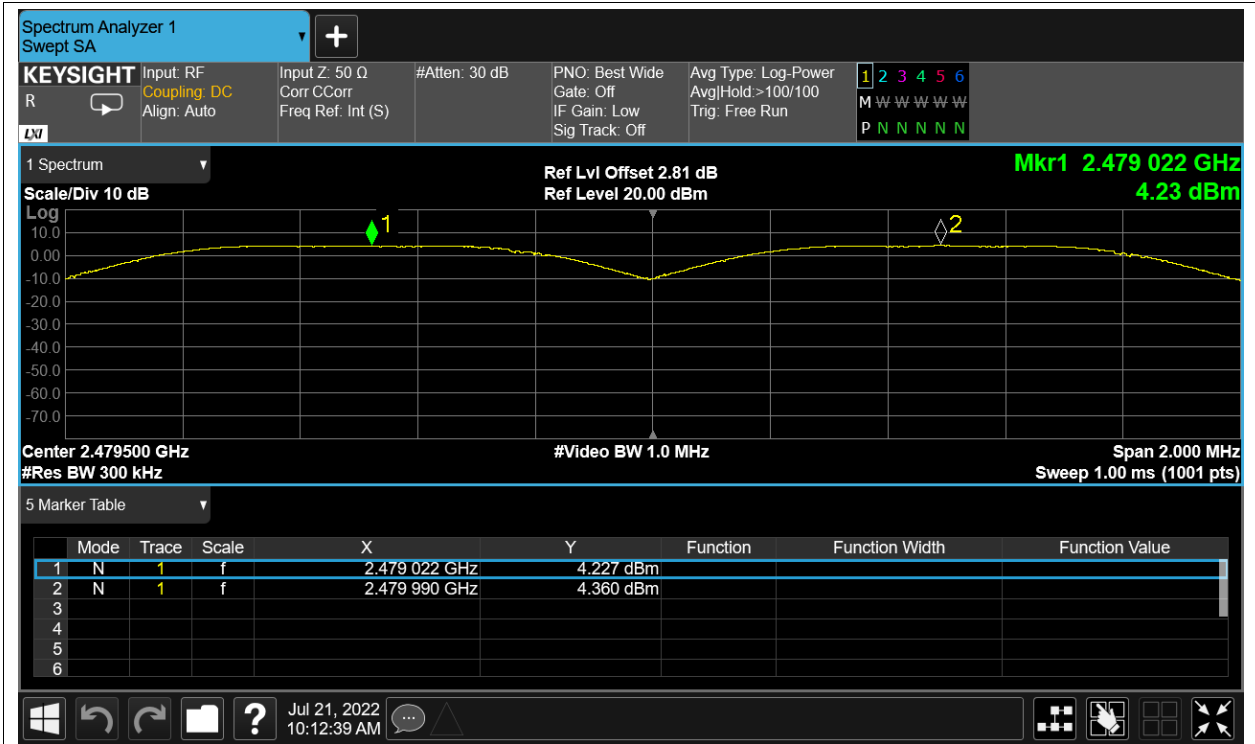 Spectrum Analyzer 1
Swept SA
KEYSIGHT
R
LXI
Input: RF
Coupling: DC
Align: Auto
Input Z: 50 Ω
Corr CCorr
Freq Ref: Int (S)
#Atten: 30 dB
PNO: Best Wide
Gate: Off
IF Gain: Low
Sig Track: Off
Avg Type: Log-Power
Avg|Hold:>100/100
Trig: Free Run
1 2 3 4 5 6
M W W W W W
P N N N N N
1 Spectrum
Scale/Div 10 dB
Ref Lvl Offset 2.81 dB
Ref Level 20.00 dBm
Mkr1 2.479 022 GHz
4.23 dBm
Log
10.0
0.00
-10.0
-20.0
-30.0
-40.0
-50.0
-60.0
-70.0
1
2
Center 2.479500 GHz
#Res BW 300 kHz
#Video BW 1.0 MHz
Span 2.000 MHz
Sweep 1.00 ms (1001 pts)
5 Marker Table
Mode Trace Scale X Y Function Function Width Function Value
1 N 1 f 2.479 022 GHz 4.227 dBm
2 N 1 f 2.479 990 GHz 4.360 dBm
3
4
5
6
?
Jul 21, 2022
10:12:39 AM